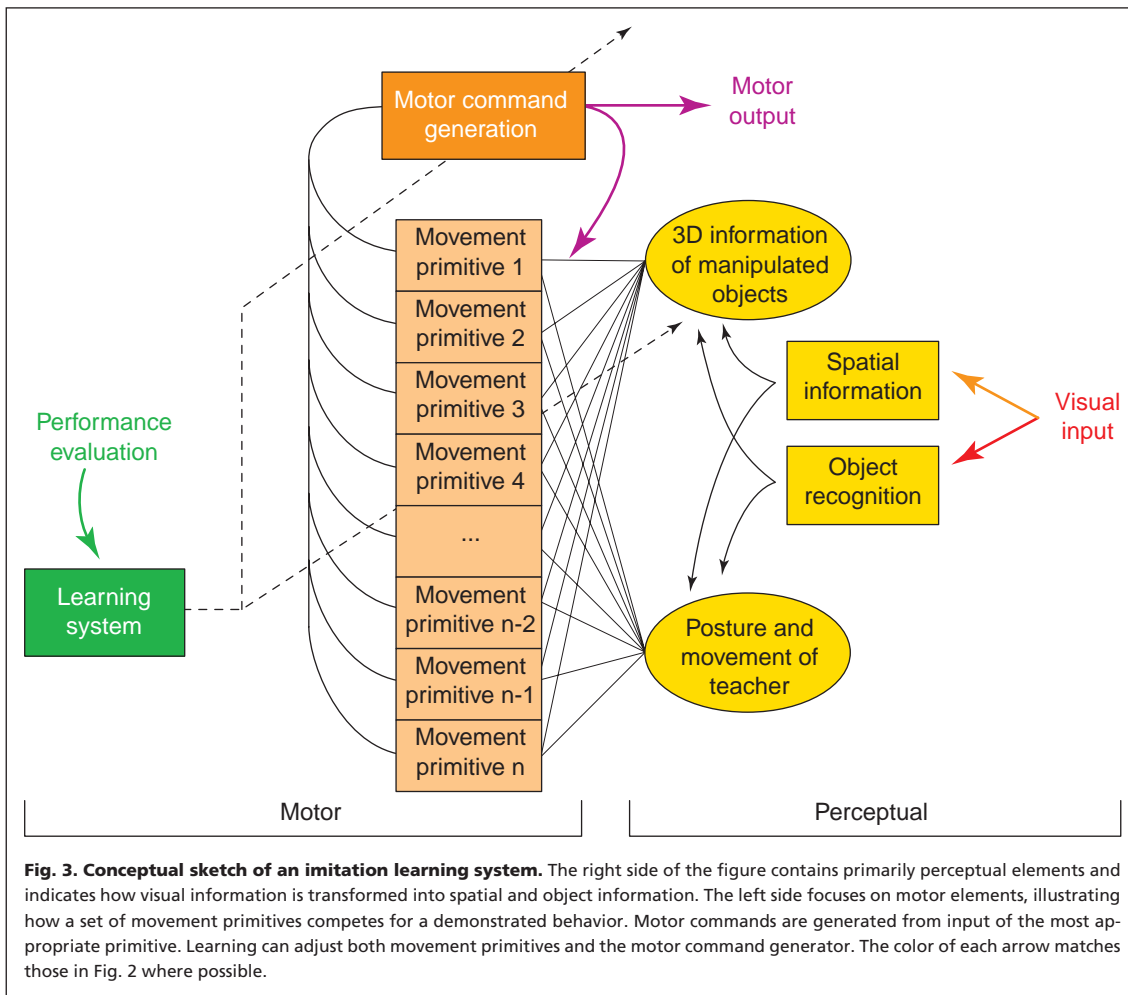 Motor command
generation
Motor
output
Movement
primitive 1
Movement
primitive 2
Movement
primitive 3
Movement
primitive 4
...
Movement
primitive n-2
Movement
primitive n-1
Movement
primitive n
3D information
of manipulated
objects
Spatial
information
Visual
input
Object
recognition
Performance
evaluation
Learning
system
Posture and
movement of
teacher
Motor
Perceptual
Fig. 3. Conceptual sketch of an imitation learning system. The right side of the figure contains primarily perceptual elements and
indicates how visual information is transformed into spatial and object information. The left side focuses on motor elements, illustrating
how a set of movement primitives competes for a demonstrated behavior. Motor commands are generated from input of the most ap-
propriate primitive. Learning can adjust both movement primitives and the motor command generator. The color of each arrow matches
those in Fig. 2 where possible.